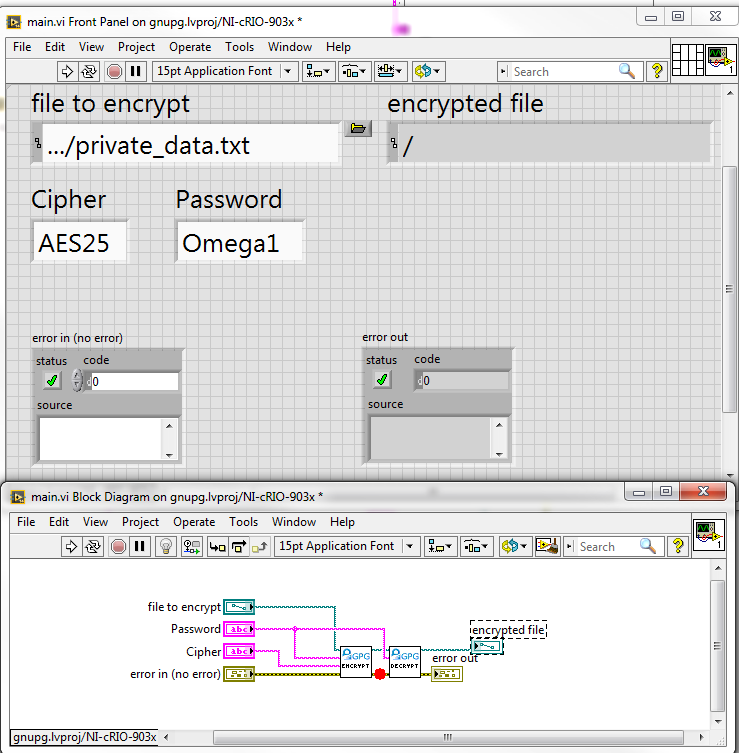 main.vi Front Panel on gnupg.lvproj/NI-cRIO-903x *
File Edit View Project Operate Tools Window Help
15pt Application Font Search ? 1
file to encrypt encrypted file
.../private_data.txt /
Cipher Password
AES25 Omega1
error in (no error) error out
status code status code
0 0
source source
main.vi Block Diagram on gnupg.lvproj/NI-cRIO-903x *
File Edit View Project Operate Tools Window Help
15pt Application Font Search ? 1
file to encrypt
encrypted file
Password abc
Cipher abc
GPG GPG
ENCRYPT DECRYPT
error out
error in (no error)
gnupg.lvproj/NI-cRIO-903x